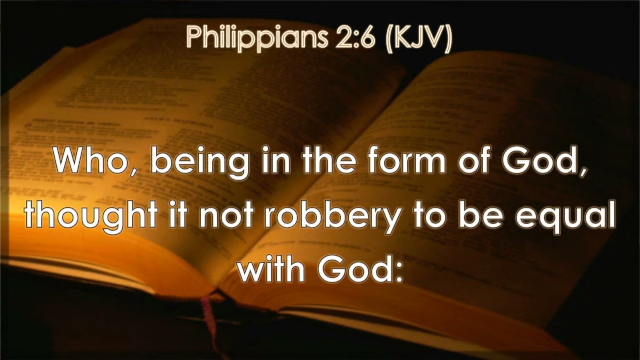 Philippians 2:6 (KJV)
Who, being in the form of God,
thought it not robbery to be equal
with God: